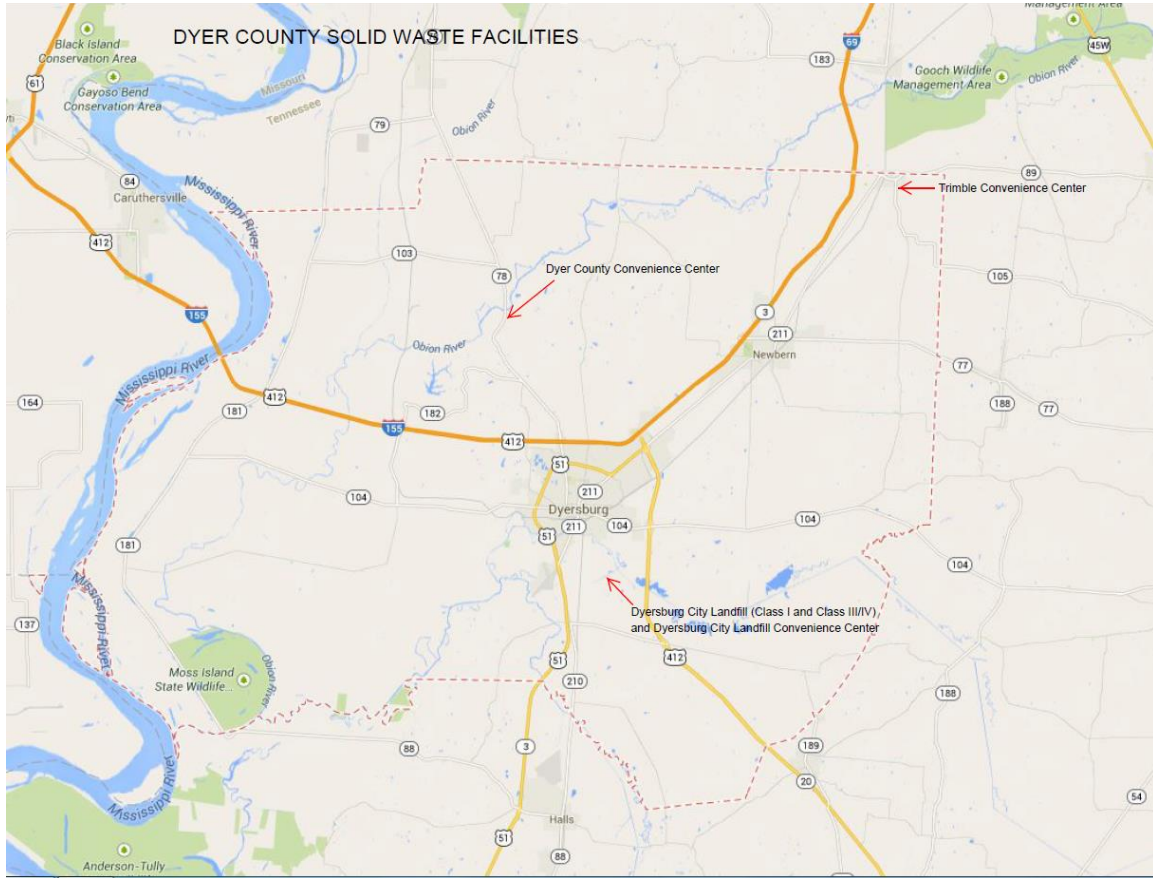 DYER COUNTY SOLID WASTE FACILITIES
Management Area
45W
69
183
Black Island
Conservation Area
61
Gayoso Bend
Conservation Area
Gooch Wildlife
Management Area
Obion River
Missouri
Tennessee
79
Obion River
89
84
Mississippi River
Trimble Convenience Center
Caruthersville
412
103
78
Dyer County Convenience Center
105
155
3
211
Obion River
Newbern
Mississippi River
77
164
181
412
182
188
77
155
412
51
211
104
Dyersburg
104
211
104
51
181
104
Mississippi River
Dyersburg City Landfill (Class I and Class III/IV)
and Dyersburg City Landfill Convenience Center
137
51
412
Moss Island
State Wildlife...
Obion River
210
188
88
3
189
Mississippi River
20
54
Halls
51
88
Anderson-Tully